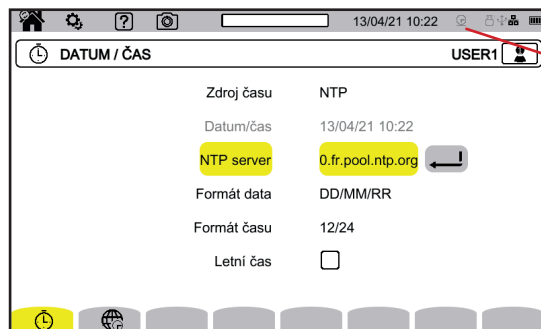 13/04/21 10:22
DATUM / ČAS USER1
Zdroj času NTP
Datum/čas 13/04/21 10:22
NTP server 0.fr.pool.ntp.org
Formát data DD/MM/RR
Formát času 12/24
Letní čas